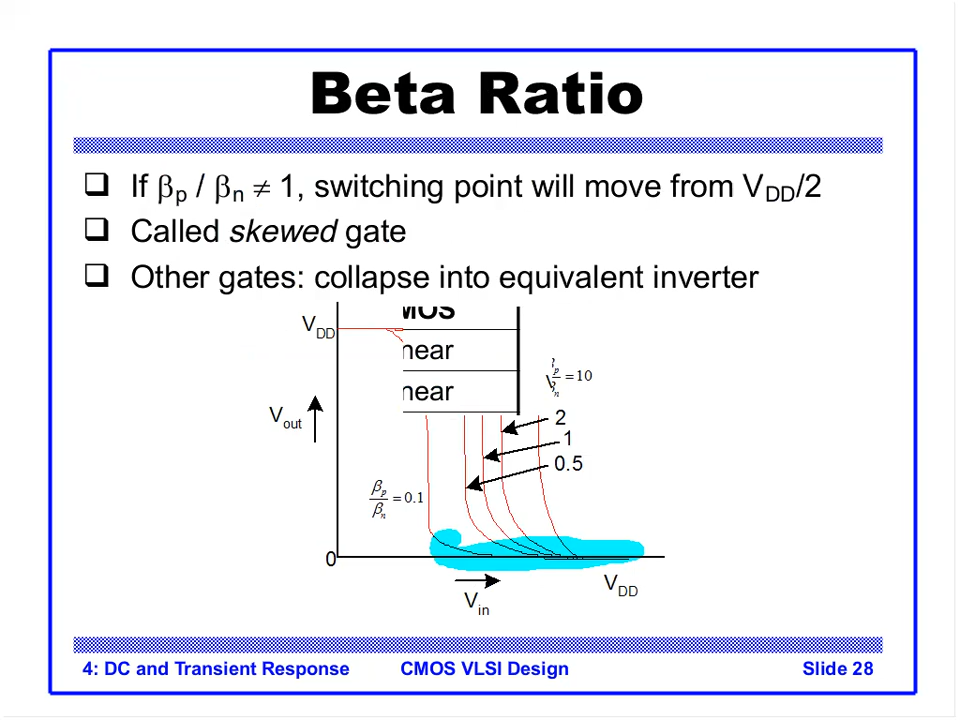 Beta Ratio
❑ If βp / βn ≠ 1, switching point will move from VDD/2
❑ Called skewed gate
❑ Other gates: collapse into equivalent inverter
MOS
VDD
near
βp/βn = 10
near
Vout
2
1
0.5
βp/βn = 0.1
0
VDD
Vin
4: DC and Transient Response CMOS VLSI Design Slide 28